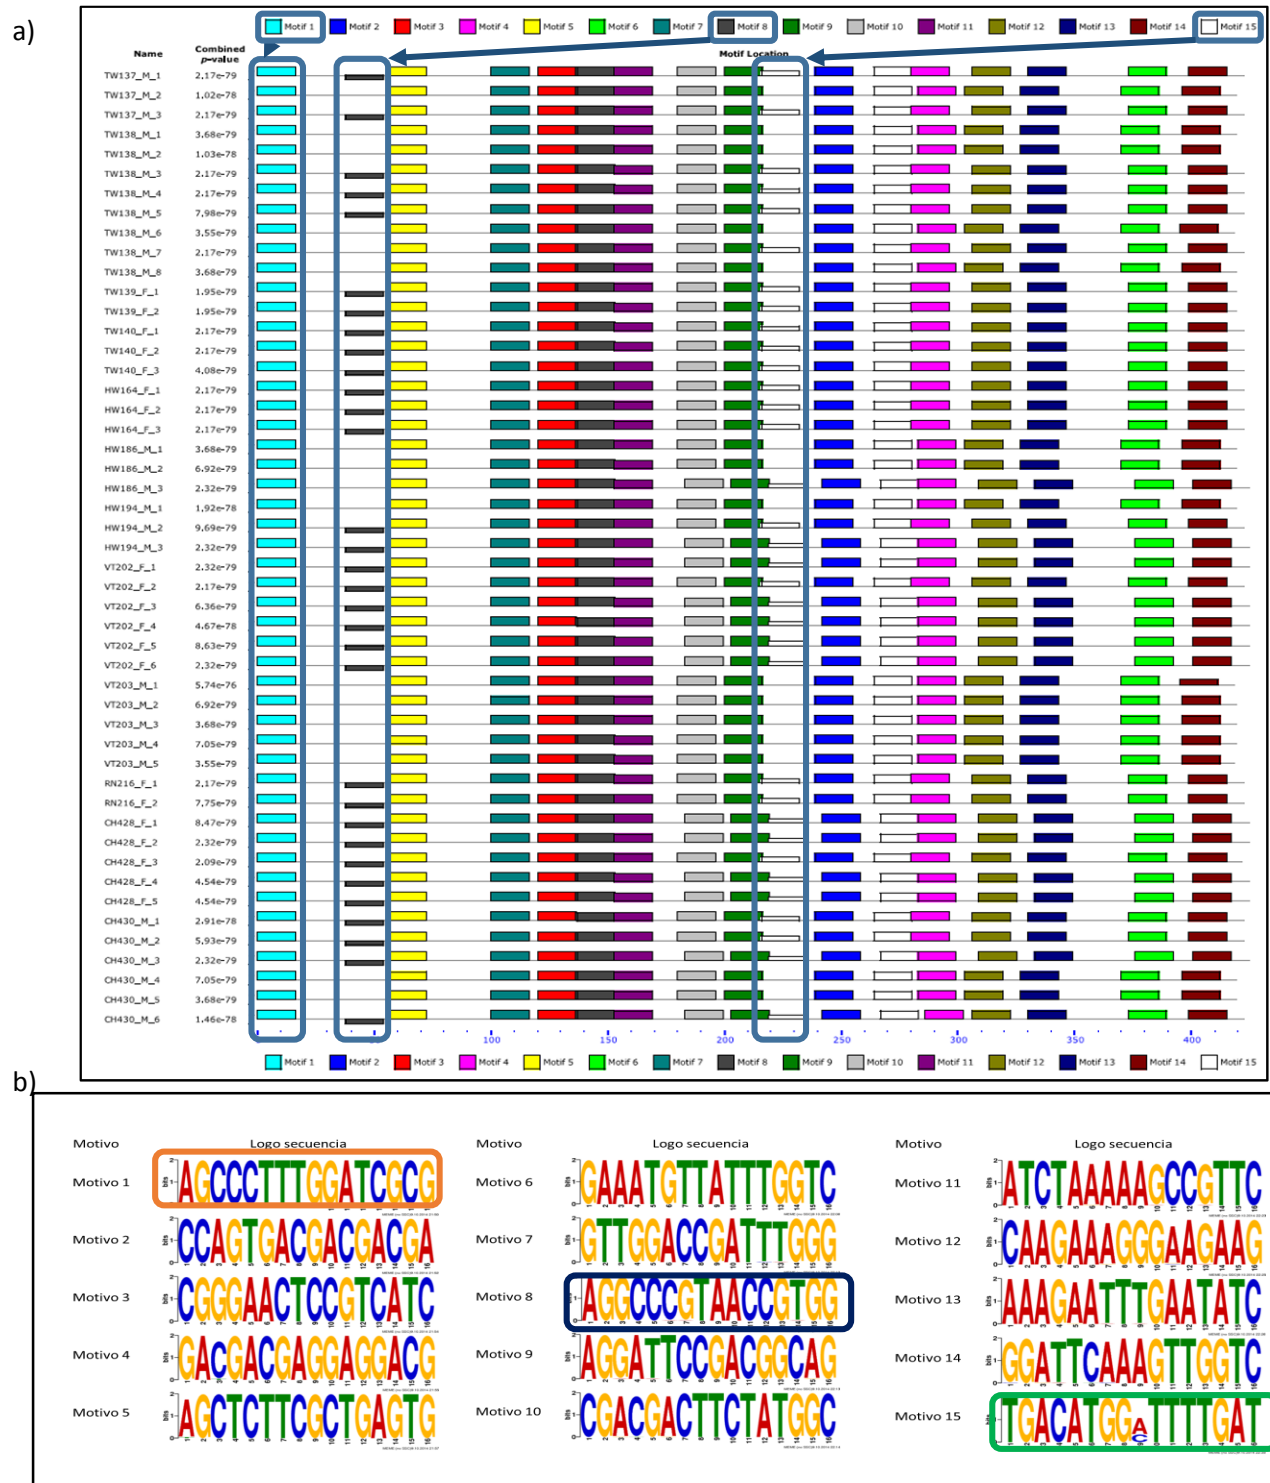 a)
Motif 1 Motif 2 Motif 3 Motif 4 Motif 5 Motif 6 Motif 7 Motif 8 Motif 9 Motif 10 Motif 11 Motif 12 Motif 13 Motif 14 Motif 15
Name Combined p-value Motif Location
TW137_M_1 2.17e-79
TW137_M_2 1.02e-78
TW137_M_3 2.17e-79
TW138_M_1 3.68e-79
TW138_M_2 1.03e-78
TW138_M_3 2.17e-79
TW138_M_4 2.17e-79
TW138_M_5 7.98e-79
TW138_M_6 3.55e-79
TW138_M_7 2.17e-79
TW138_M_8 3.68e-79
TW139_F_1 1.95e-79
TW139_F_2 1.95e-79
TW140_F_1 2.17e-79
TW140_F_2 2.17e-79
TW140_F_3 4.08e-79
HW164_F_1 2.17e-79
HW164_F_2 2.17e-79
HW164_F_3 2.17e-79
HW186_M_1 3.68e-79
HW186_M_2 6.92e-79
HW186_M_3 2.32e-79
HW194_M_1 1.92e-78
HW194_M_2 9.69e-79
HW194_M_3 2.32e-79
VT202_F_1 2.32e-79
VT202_F_2 2.17e-79
VT202_F_3 6.36e-79
VT202_F_4 4.67e-78
VT202_F_5 8.63e-79
VT202_F_6 2.32e-79
VT203_M_1 5.74e-76
VT203_M_2 6.92e-79
VT203_M_3 3.68e-79
VT203_M_4 7.05e-79
VT203_M_5 3.55e-79
RN216_F_1 2.17e-79
RN216_F_2 7.75e-79
CH428_F_1 8.47e-79
CH428_F_2 2.32e-79
CH428_F_3 2.09e-79
CH428_F_4 4.54e-79
CH428_F_5 4.54e-79
CH430_M_1 2.91e-78
CH430_M_2 5.93e-79
CH430_M_3 2.32e-79
CH430_M_4 7.05e-79
CH430_M_5 3.68e-79
CH430_M_6 1.46e-78
100 150 200 250 300 350 400
Motif 1 Motif 2 Motif 3 Motif 4 Motif 5 Motif 6 Motif 7 Motif 8 Motif 9 Motif 10 Motif 11 Motif 12 Motif 13 Motif 14 Motif 15
b)
Motivo Logo secuencia Motivo Logo secuencia Motivo Logo secuencia
Motivo 1 AGCCCTTTGGATCGCG Motivo 6 GAAATGTTATTTGGTC Motivo 11 ATCTAAAAAGCCGTTC
Motivo 2 CCAGTGACGACGACGA Motivo 7 GTTGGACCGATTTGGG Motivo 12 CAAGAAAGGGAAGAAG
Motivo 3 CGGGAACTCCGTCATC Motivo 8 AGGCCCGTAACCGTGG Motivo 13 AAAGAATTTGAATATC
Motivo 4 GACGACGAGGAGGACG Motivo 9 AGGATTCCGACGGCAG Motivo 14 GGATTCAAAGTTGGTC
Motivo 5 AGCTCTTCGCTGAGTG Motivo 10 CGACGACTTCTATGGC Motivo 15 TGACATGGATTTTGAT